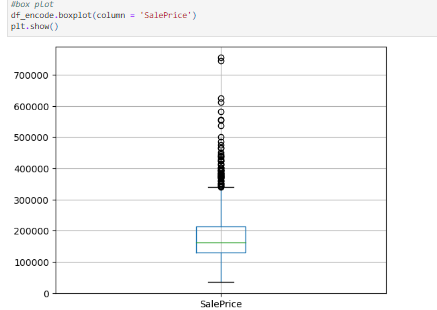 #box plot
df_encode.boxplot(column = 'SalePrice')
plt.show()
700000
600000
500000
400000
300000
200000
100000
0
SalePrice